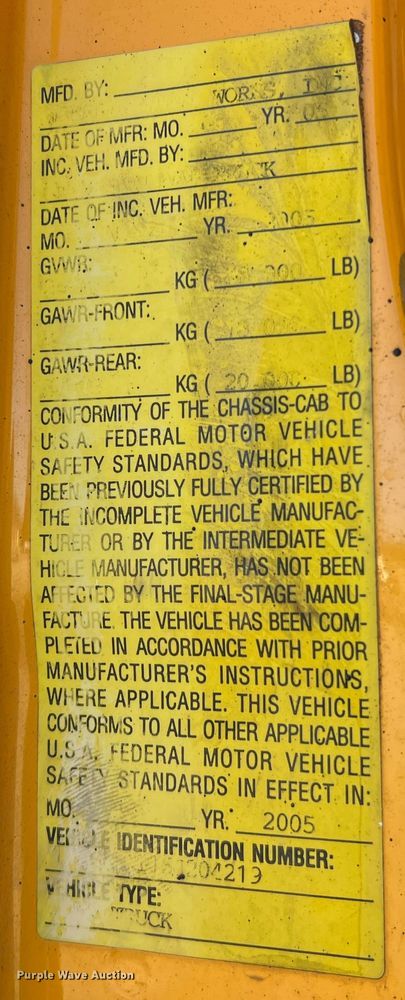 MFD. BY:
WORKS, INC
DATE OF MFR: MO. YR.
INC. VEH. MFD. BY:
DATE OF INC. VEH. MFR:
MO. YR. 2005
GVWR:
KG ( LB)
GAWR-FRONT:
KG ( LB)
GAWR-REAR:
KG ( 20 000 LB)
CONFORMITY OF THE CHASSIS-CAB TO
U.S.A. FEDERAL MOTOR VEHICLE
SAFETY STANDARDS, WHICH HAVE
BEEN PREVIOUSLY FULLY CERTIFIED BY
THE INCOMPLETE VEHICLE MANUFAC-
TURER OR BY THE INTERMEDIATE VE-
HICLE MANUFACTURER, HAS NOT BEEN
AFFECTED BY THE FINAL-STAGE MANU-
FACTURE. THE VEHICLE HAS BEEN COM-
PLETED IN ACCORDANCE WITH PRIOR
MANUFACTURER'S INSTRUCTIONS,
WHERE APPLICABLE. THIS VEHICLE
CONFORMS TO ALL OTHER APPLICABLE
U.S.A. FEDERAL MOTOR VEHICLE
SAFETY STANDARDS IN EFFECT IN:
MO. YR. 2005
VEHICLE IDENTIFICATION NUMBER:
204219
VEHICLE TYPE:
TRUCK
Purple Wave Auction